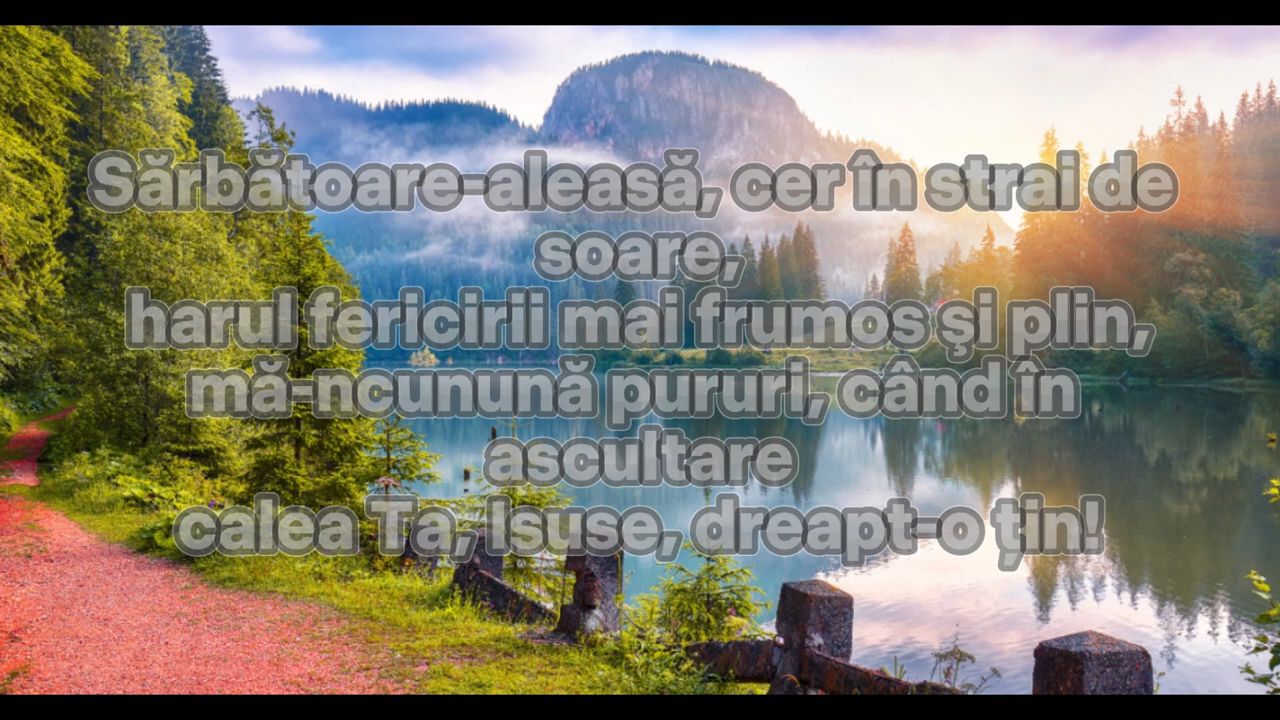 Sărbătoare-aleasă, cer în strai de
soare,
harul fericirii mai frumos şi plin,
mă-ncunună pururi, când în
ascultare
calea Ta, Isuse, dreapt-o ţin!